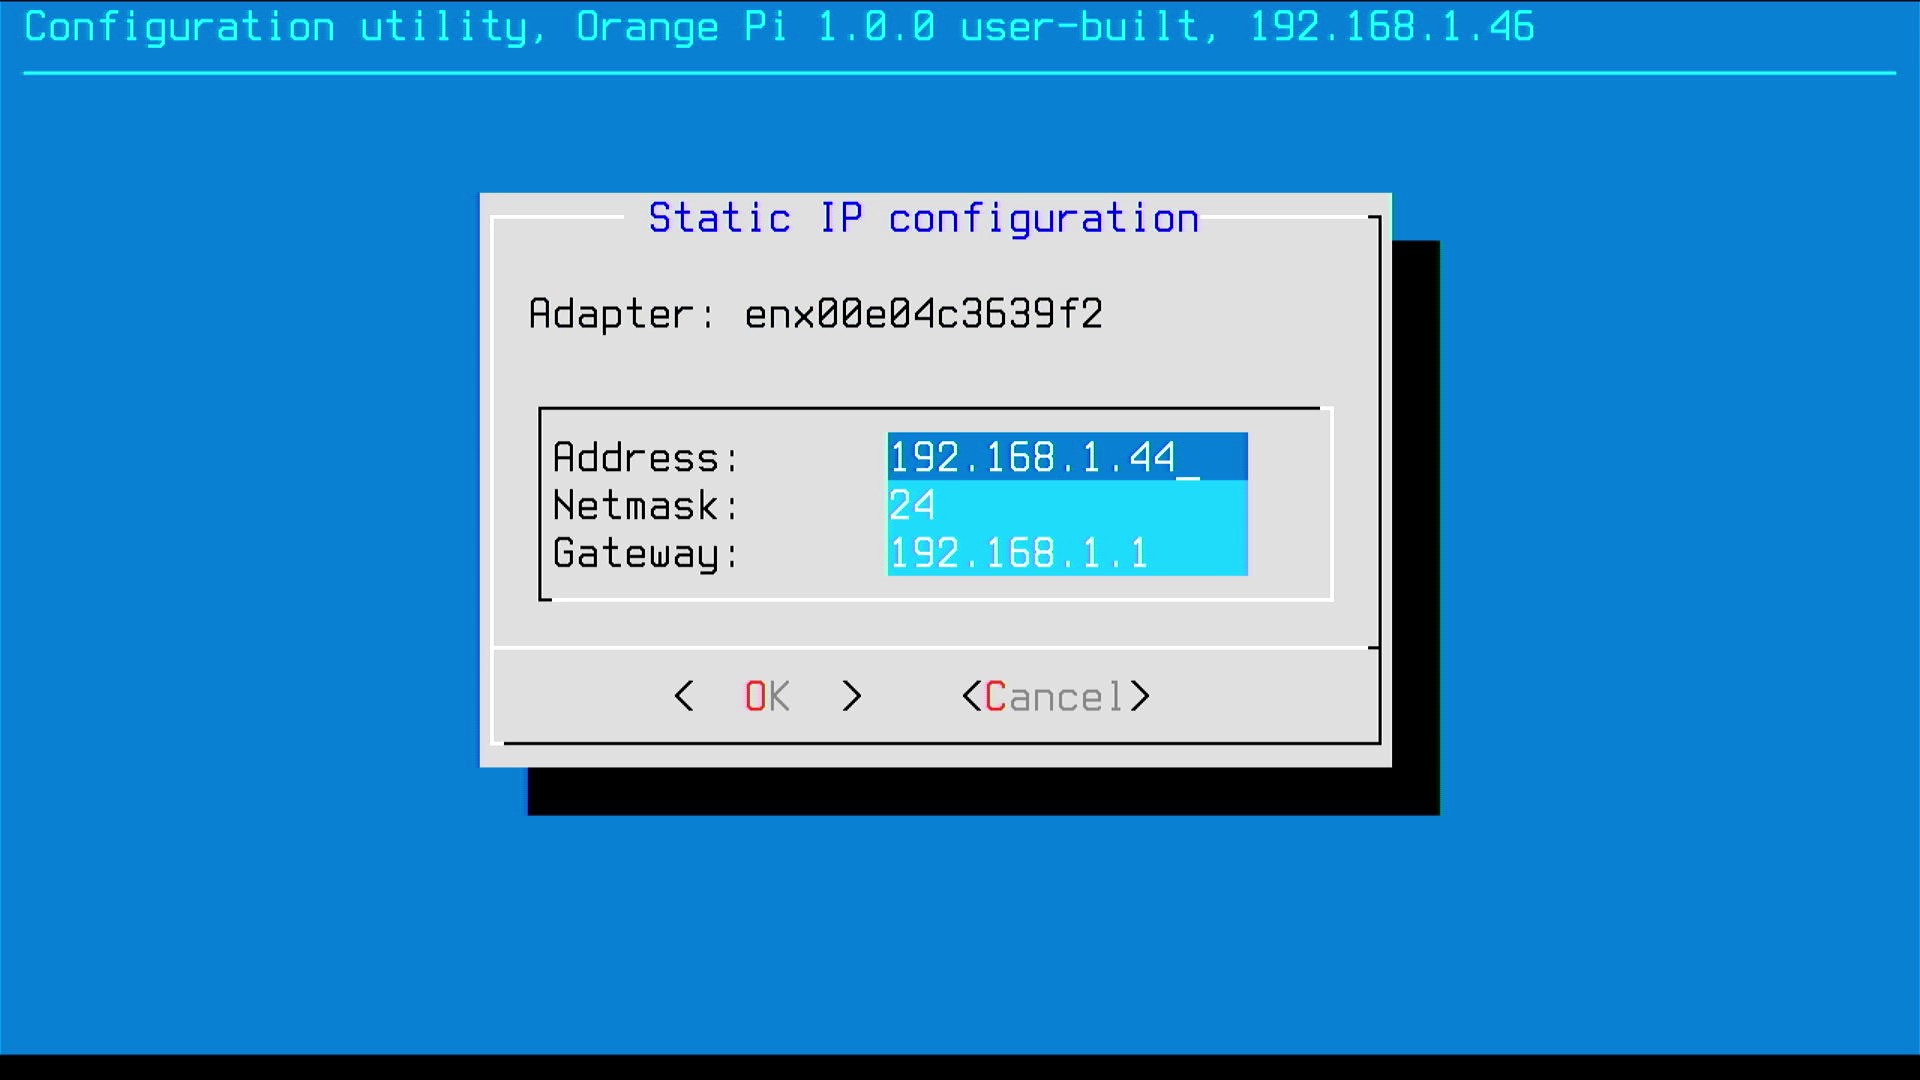 Configuration utility, Orange Pi 1.0.0 user-built, 192.168.1.46
Static IP configuration
Adapter: enx00e04c3639f2
Address: 192.168.1.44_
Netmask: 24
Gateway: 192.168.1.1
< OK > <Cancel>